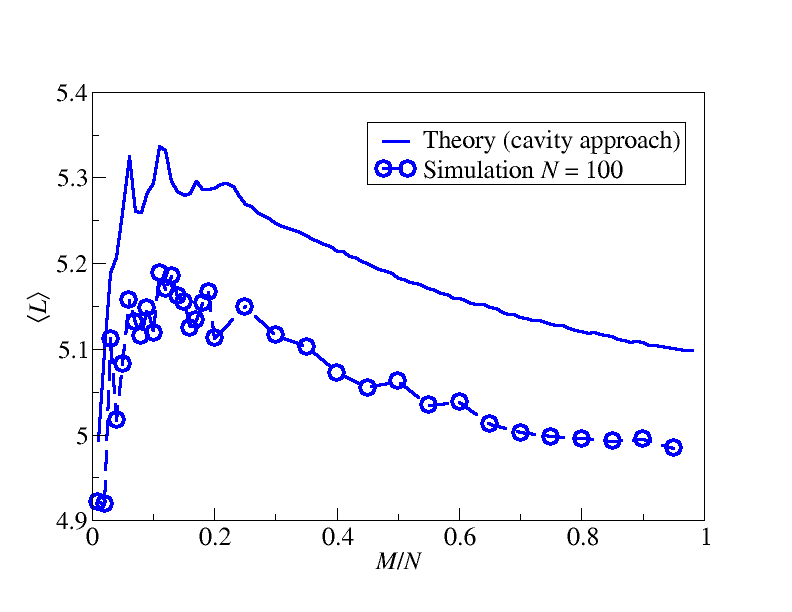 5.4
5.3
5.2
5.1
5
4.9
⟨L⟩
Theory (cavity approach)
Simulation N = 100
0 0.2 0.4 0.6 0.8 1
M/N